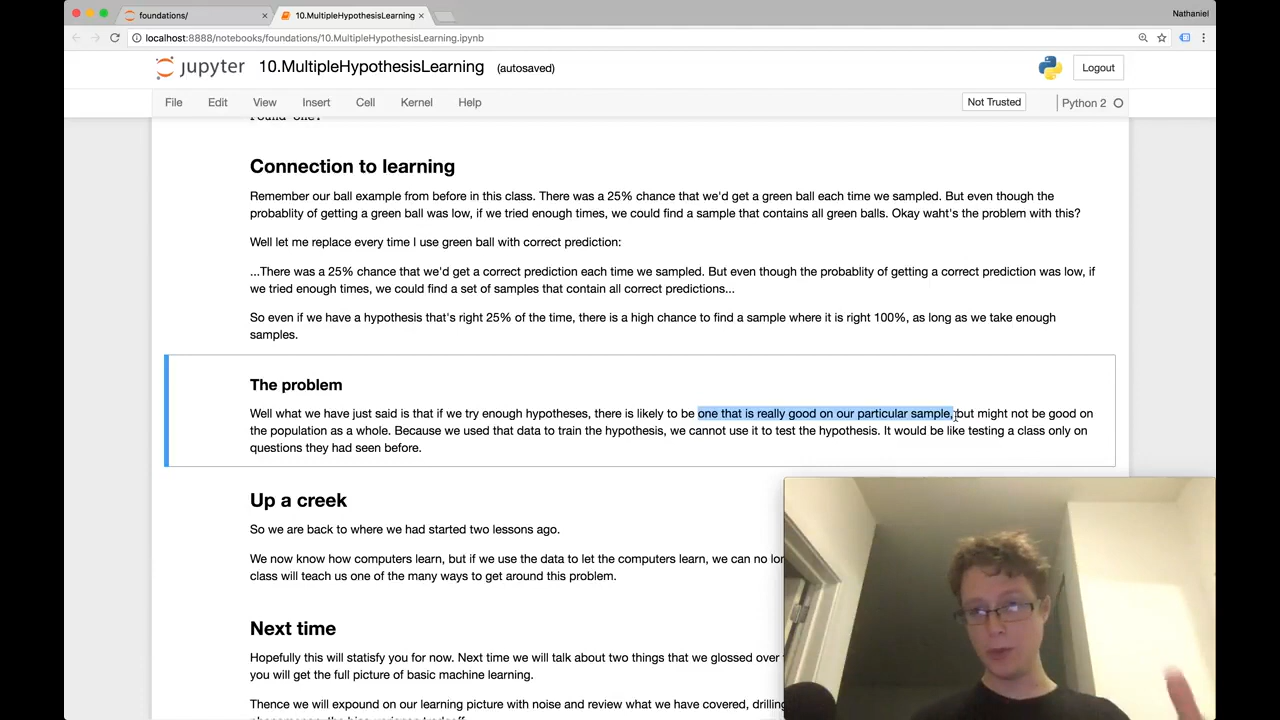 foundations/
10.MultipleHypothesisLearning
Nathaniel
localhost:8888/notebooks/foundations/10.MultipleHypothesisLearning.ipynb
jupyter
10.MultipleHypothesisLearning (autosaved)
Logout
File Edit View Insert Cell Kernel Help
Not Trusted
Python 2
Connection to learning
Remember our ball example from before in this class. There was a 25% chance that we'd get a green ball each time we sampled. But even though the
probablity of getting a green ball was low, if we tried enough times, we could find a sample that contains all green balls. Okay waht's the problem with this?
Well let me replace every time I use green ball with correct prediction:
...There was a 25% chance that we'd get a correct prediction each time we sampled. But even though the probablity of getting a correct prediction was low, if
we tried enough times, we could find a set of samples that contain all correct predictions...
So even if we have a hypothesis that's right 25% of the time, there is a high chance to find a sample where it is right 100%, as long as we take enough
samples.
The problem
Well what we have just said is that if we try enough hypotheses, there is likely to be one that is really good on our particular sample, but might not be good on
the population as a whole. Because we used that data to train the hypothesis, we cannot use it to test the hypothesis. It would be like testing a class only on
questions they had seen before.
Up a creek
So we are back to where we had started two lessons ago.
We now know how computers learn, but if we use the data to let the computers learn, we can no
class will teach us one of the many ways to get around this problem.
Next time
Hopefully this will statisfy you for now. Next time we will talk about two things that we glossed over
you will get the full picture of basic machine learning.
Thence we will expound on our learning picture with noise and review what we have covered, drilling